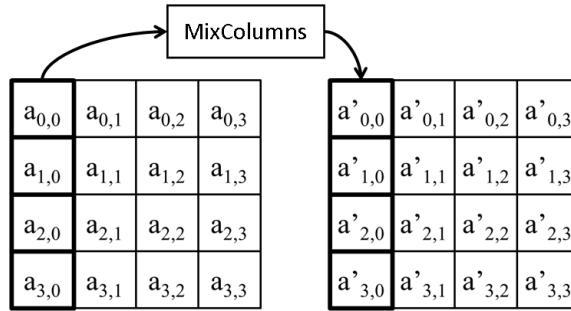 MixColumns
a0,0 a0,1 a0,2 a0,3 a’0,0 a’0,1 a’0,2 a’0,3
a1,0 a1,1 a1,2 a1,3 a’1,0 a’1,1 a’1,2 a’1,3
a2,0 a2,1 a2,2 a2,3 a’2,0 a’2,1 a’2,2 a’2,3
a3,0 a3,1 a3,2 a3,3 a’3,0 a’3,1 a’3,2 a’3,3